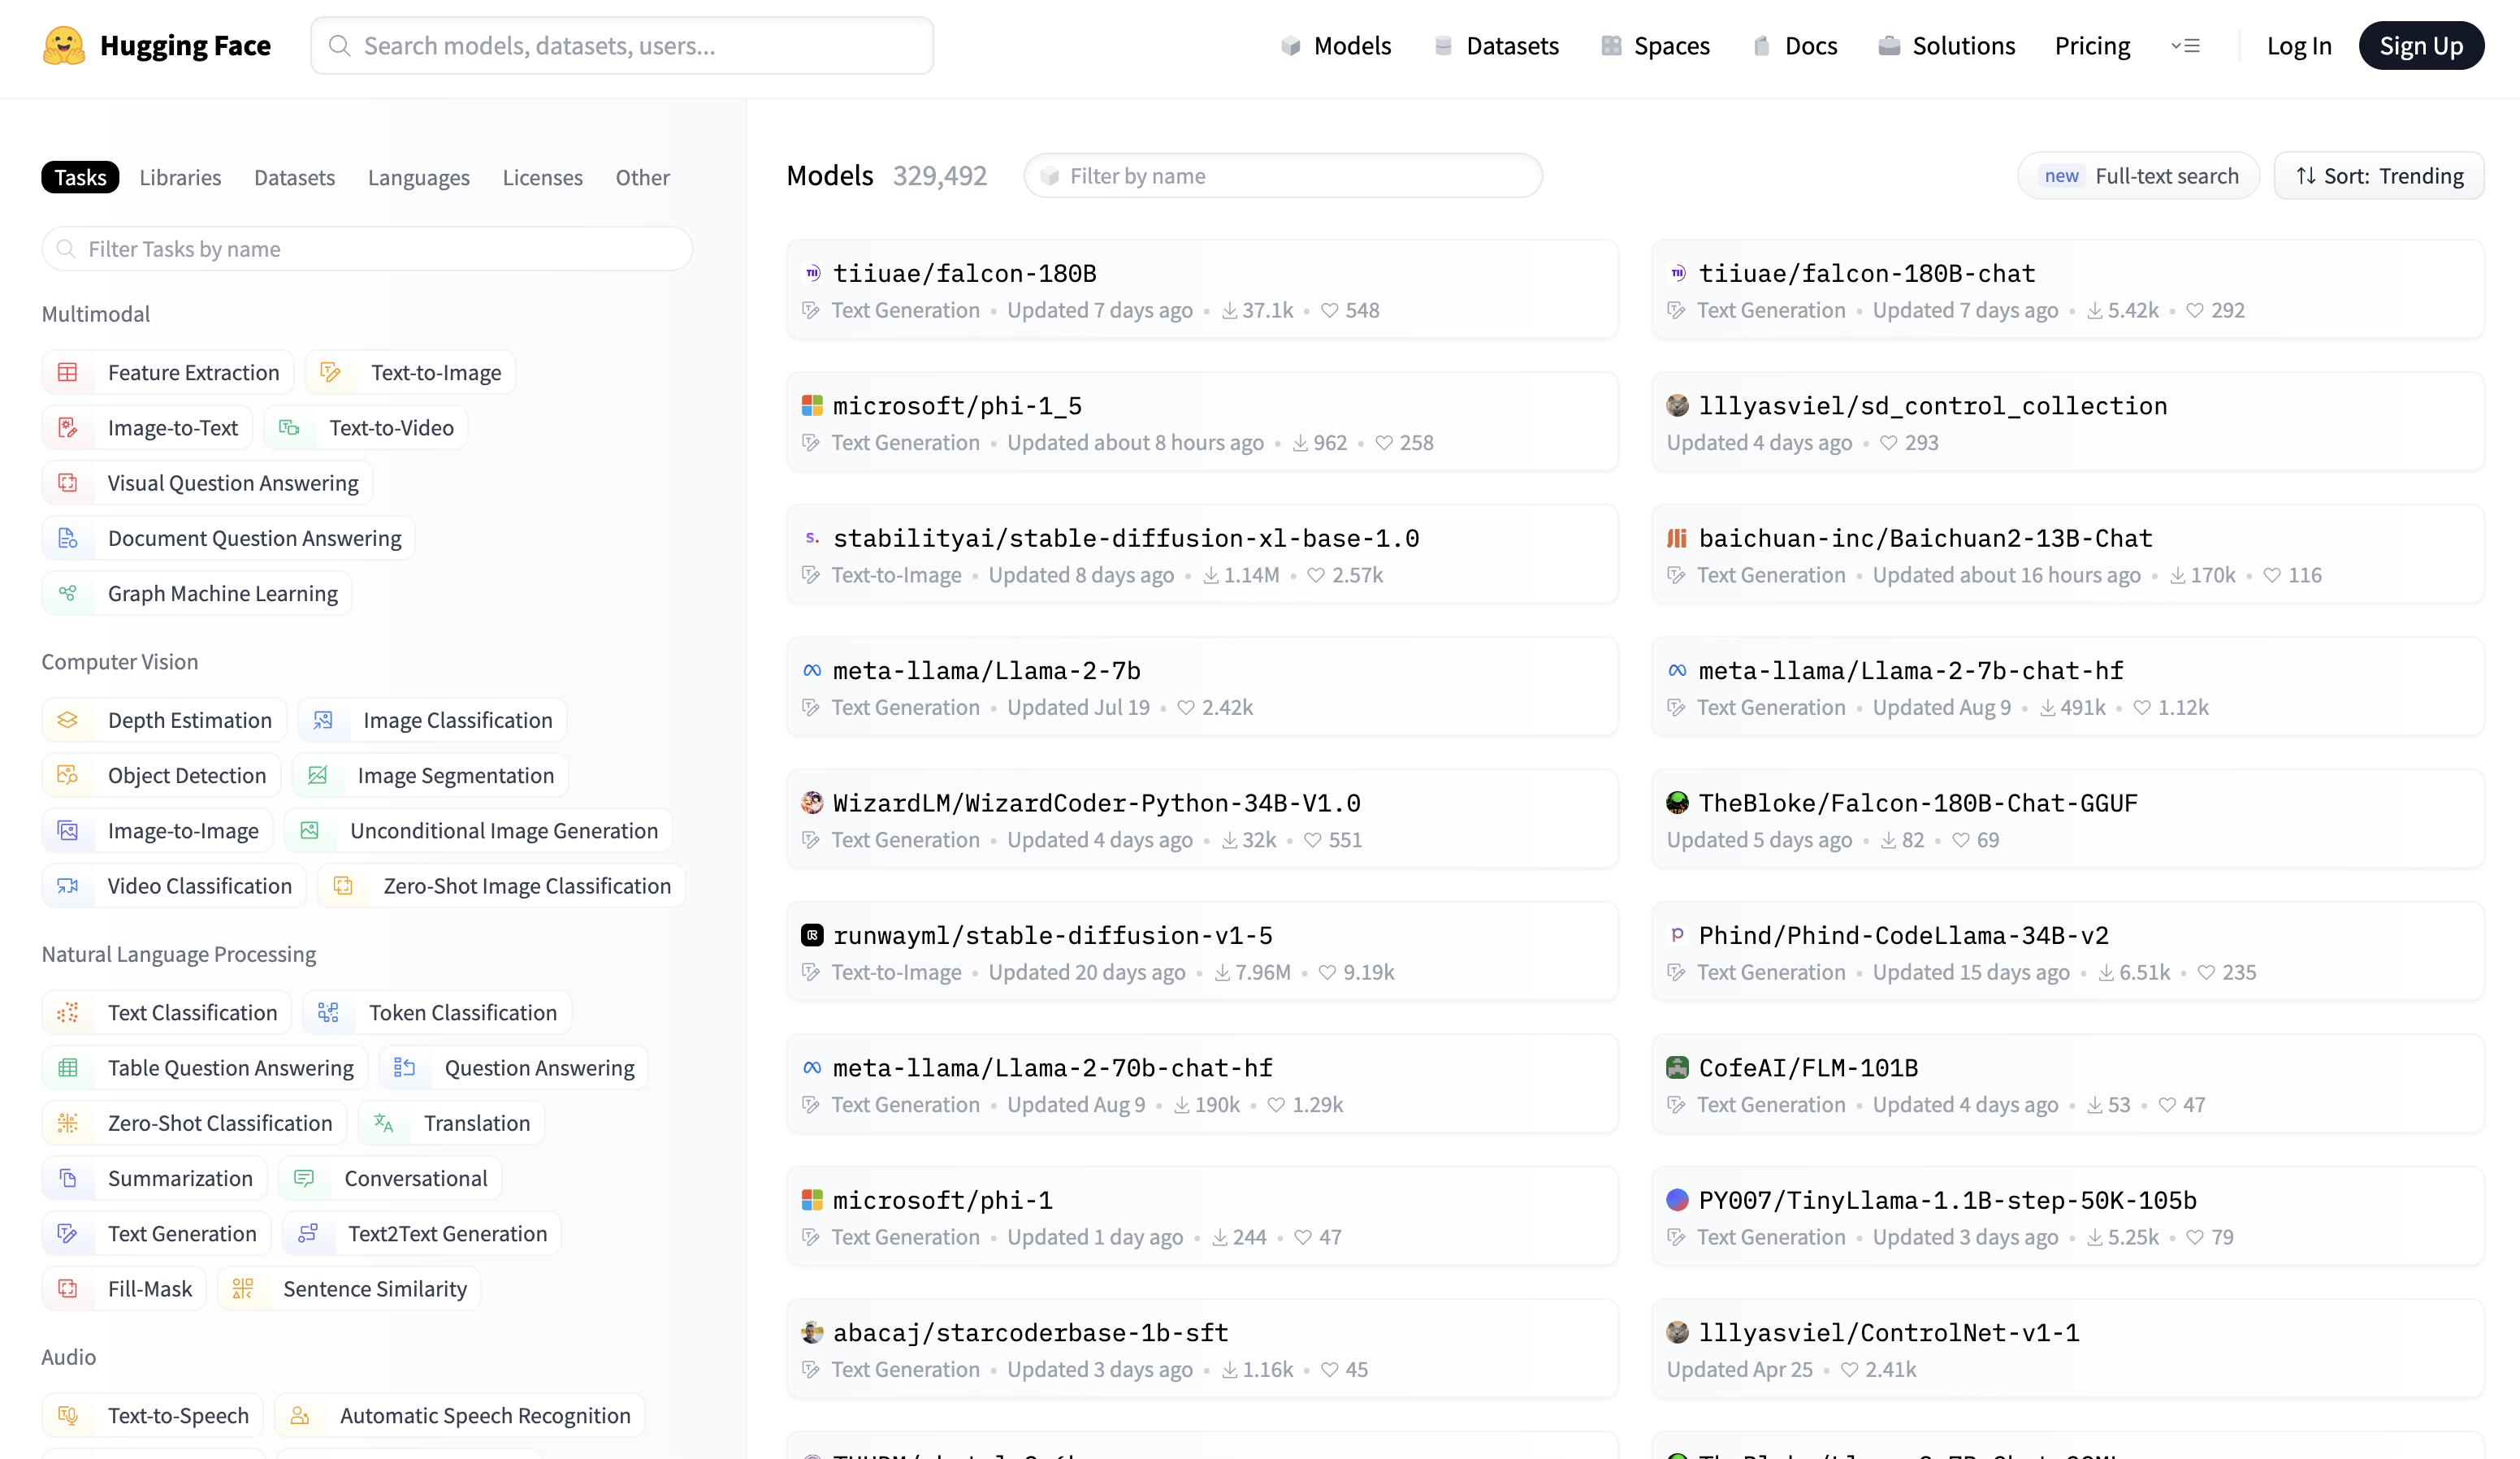 Hugging Face
Search models, datasets, users...
Models
Datasets
Spaces
Docs
Solutions
Pricing
Log In
Sign Up
Tasks
Libraries
Datasets
Languages
Licenses
Other
Filter Tasks by name
Multimodal
Feature Extraction
Text-to-Image
Image-to-Text
Text-to-Video
Visual Question Answering
Document Question Answering
Graph Machine Learning
Computer Vision
Depth Estimation
Image Classification
Object Detection
Image Segmentation
Image-to-Image
Unconditional Image Generation
Video Classification
Zero-Shot Image Classification
Natural Language Processing
Text Classification
Token Classification
Table Question Answering
Question Answering
Zero-Shot Classification
Translation
Summarization
Conversational
Text Generation
Text2Text Generation
Fill-Mask
Sentence Similarity
Audio
Text-to-Speech
Automatic Speech Recognition
Models 329,492
Filter by name
new Full-text search
Sort: Trending
tiiuae/falcon-180B
Text Generation • Updated 7 days ago • 37.1k • 548
tiiuae/falcon-180B-chat
Text Generation • Updated 7 days ago • 5.42k • 292
microsoft/phi-1_5
Text Generation • Updated about 8 hours ago • 962 • 258
lllyasviel/sd_control_collection
Updated 4 days ago • 293
stabilityai/stable-diffusion-xl-base-1.0
Text-to-Image • Updated 8 days ago • 1.14M • 2.57k
baichuan-inc/Baichuan2-13B-Chat
Text Generation • Updated about 16 hours ago • 170k • 116
meta-llama/Llama-2-7b
Text Generation • Updated Jul 19 • 2.42k
meta-llama/Llama-2-7b-chat-hf
Text Generation • Updated Aug 9 • 491k • 1.12k
WizardLM/WizardCoder-Python-34B-V1.0
Text Generation • Updated 4 days ago • 32k • 551
TheBloke/Falcon-180B-Chat-GGUF
Updated 5 days ago • 82 • 69
runwayml/stable-diffusion-v1-5
Text-to-Image • Updated 20 days ago • 7.96M • 9.19k
Phind/Phind-CodeLlama-34B-v2
Text Generation • Updated 15 days ago • 6.51k • 235
meta-llama/Llama-2-70b-chat-hf
Text Generation • Updated Aug 9 • 190k • 1.29k
CofeAI/FLM-101B
Text Generation • Updated 4 days ago • 53 • 47
microsoft/phi-1
Text Generation • Updated 1 day ago • 244 • 47
PY007/TinyLlama-1.1B-step-50K-105b
Text Generation • Updated 3 days ago • 5.25k • 79
abacaj/starcoderbase-1b-sft
Text Generation • Updated 3 days ago • 1.16k • 45
lllyasviel/ControlNet-v1-1
Updated Apr 25 • 2.41k